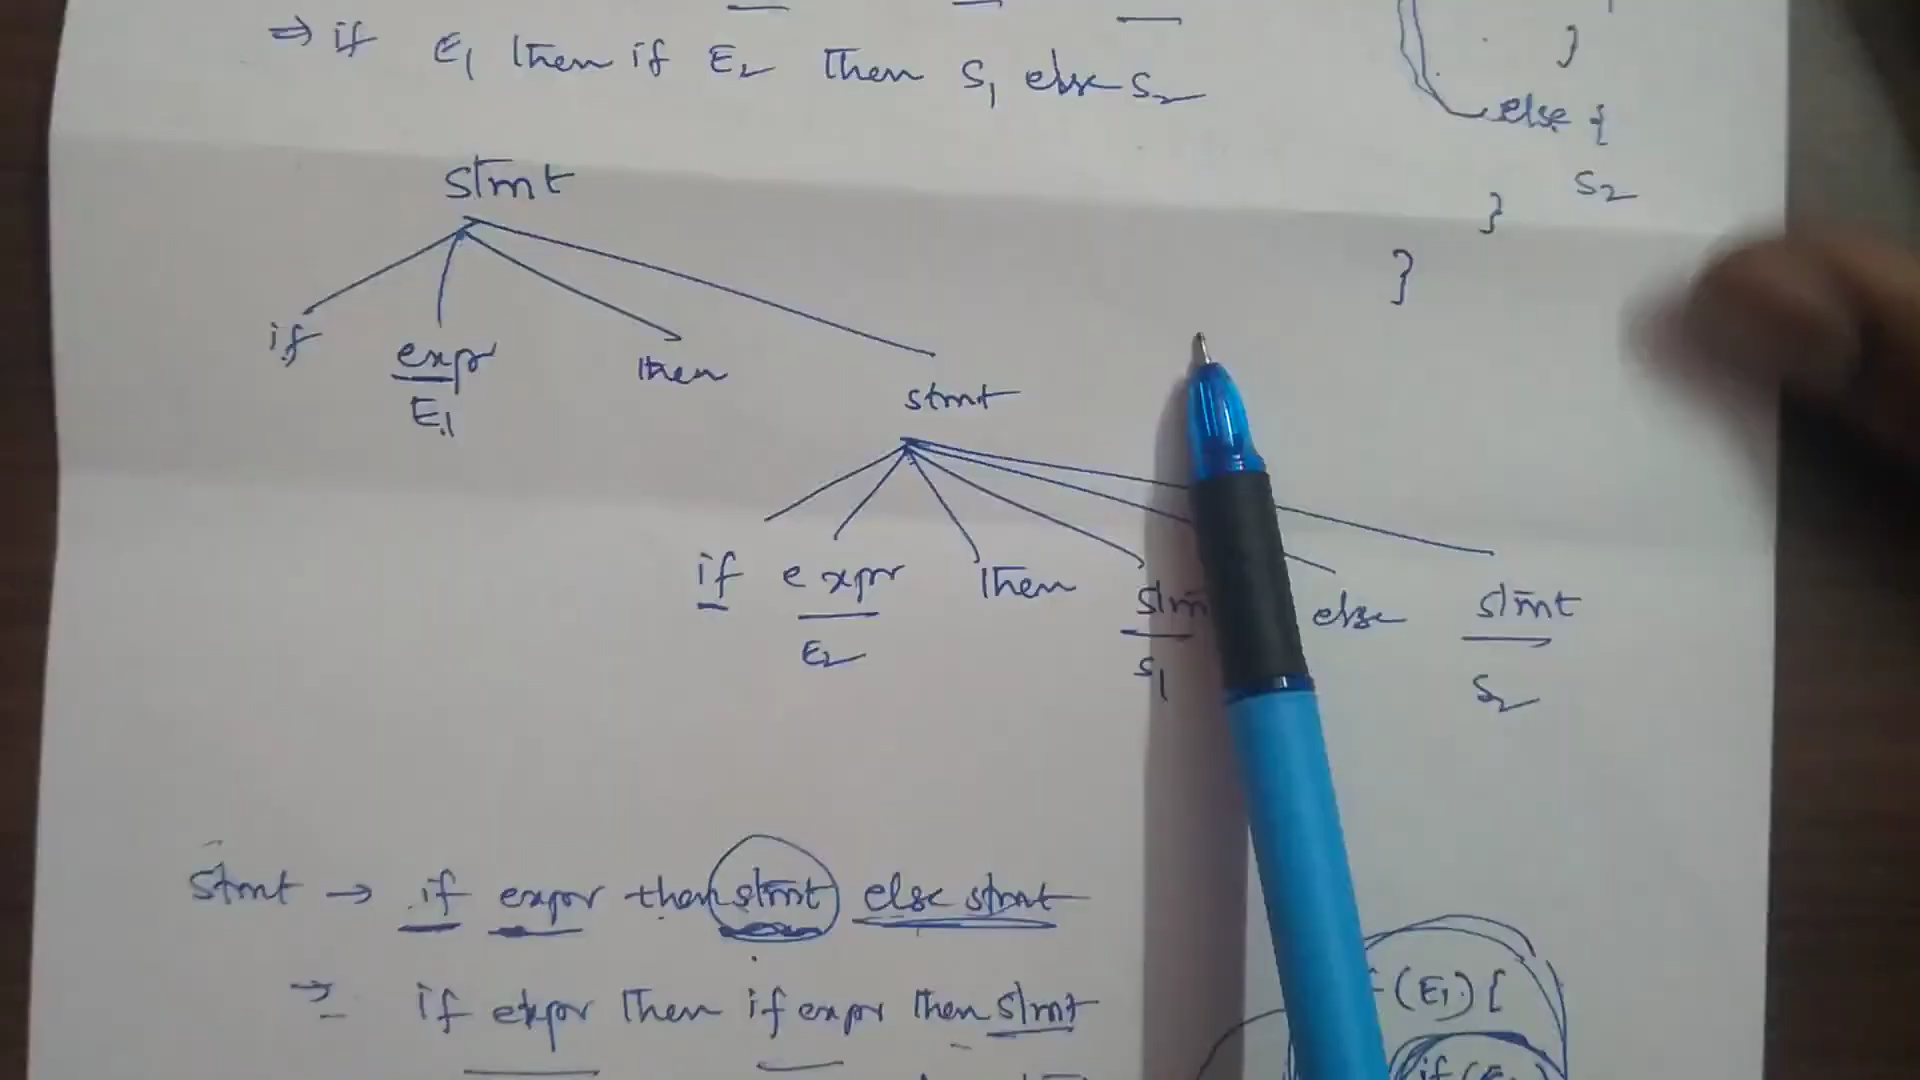 ⇒ if E1 then if E2 then S1 else S2
}
else {
S2
}
}
stmt
if expr then stmt
E1
if expr then else stmt
E2 S1 S2
stmt → if expr then stmt else stmt
⇒ if expr then if expr then stmt
(E1) {
if (E